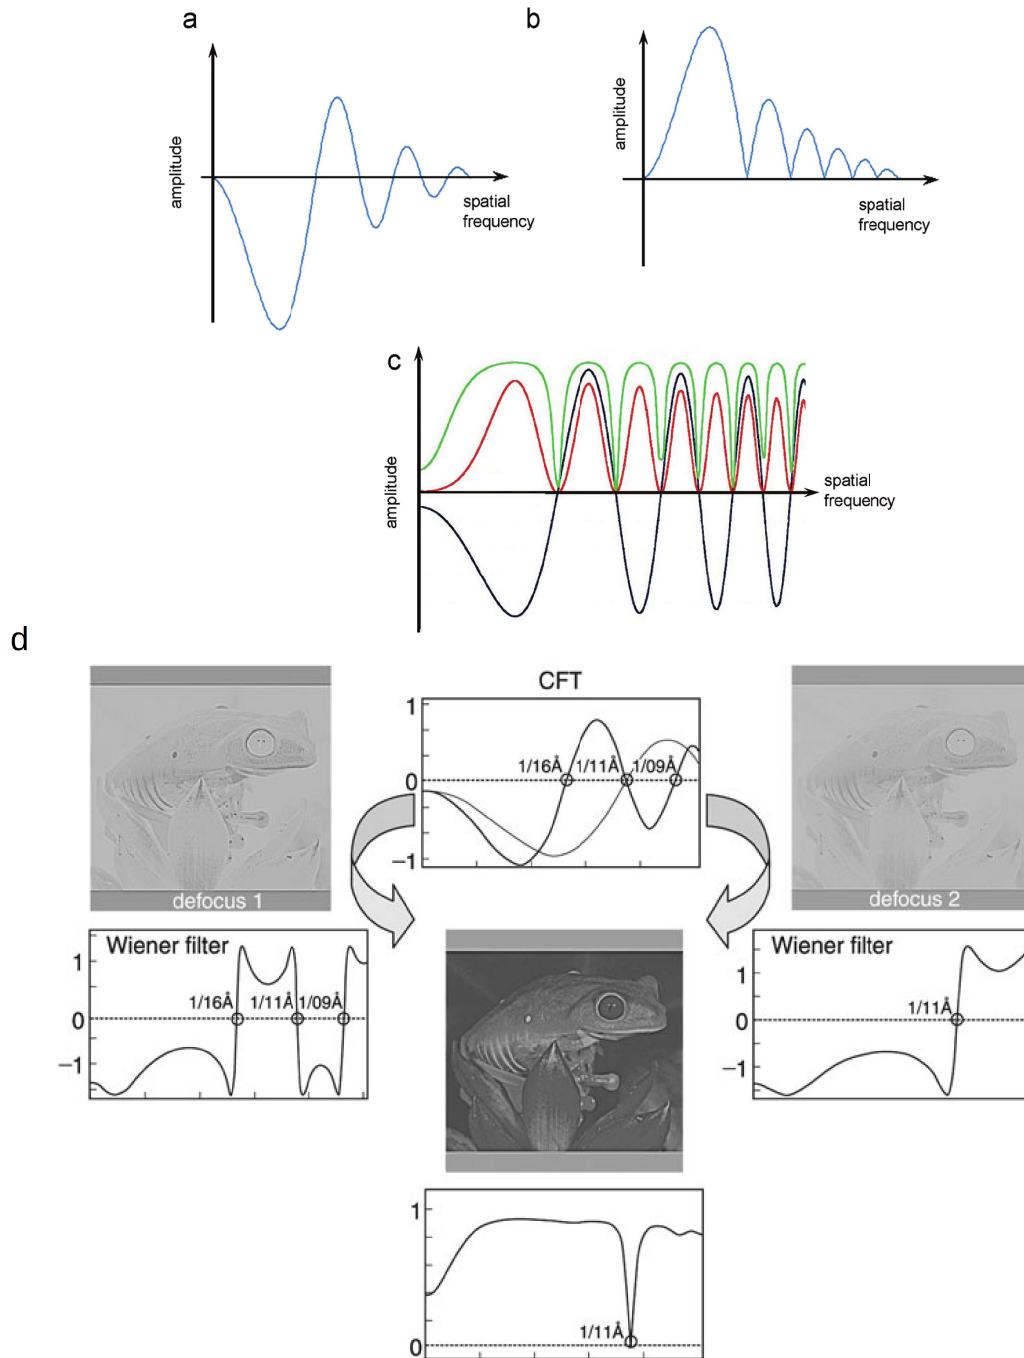 a
amplitude
spatial
frequency
b
amplitude
spatial
frequency
c
amplitude
spatial
frequency
d
defocus 1
CFT
1
0
−1
1/16Å
1/11Å
1/09Å
defocus 2
Wiener filter
1
0
−1
1/16Å
1/11Å
1/09Å
Wiener filter
1
0
−1
1/11Å
1
0
1/11Å